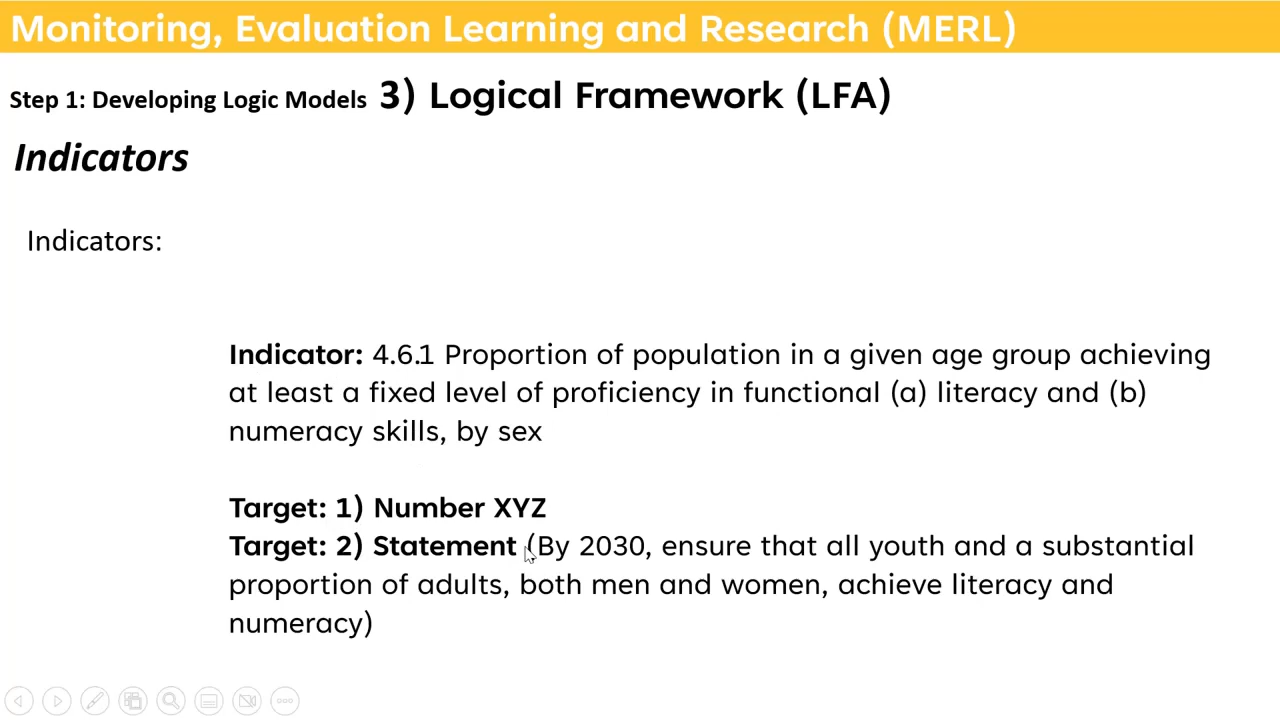 Monitoring, Evaluation Learning and Research (MERL)
Step 1: Developing Logic Models 3) Logical Framework (LFA)
Indicators
Indicators:
Indicator: 4.6.1 Proportion of population in a given age group achieving
at least a fixed level of proficiency in functional (a) literacy and (b)
numeracy skills, by sex
Target: 1) Number XYZ
Target: 2) Statement (By 2030, ensure that all youth and a substantial
proportion of adults, both men and women, achieve literacy and
numeracy)